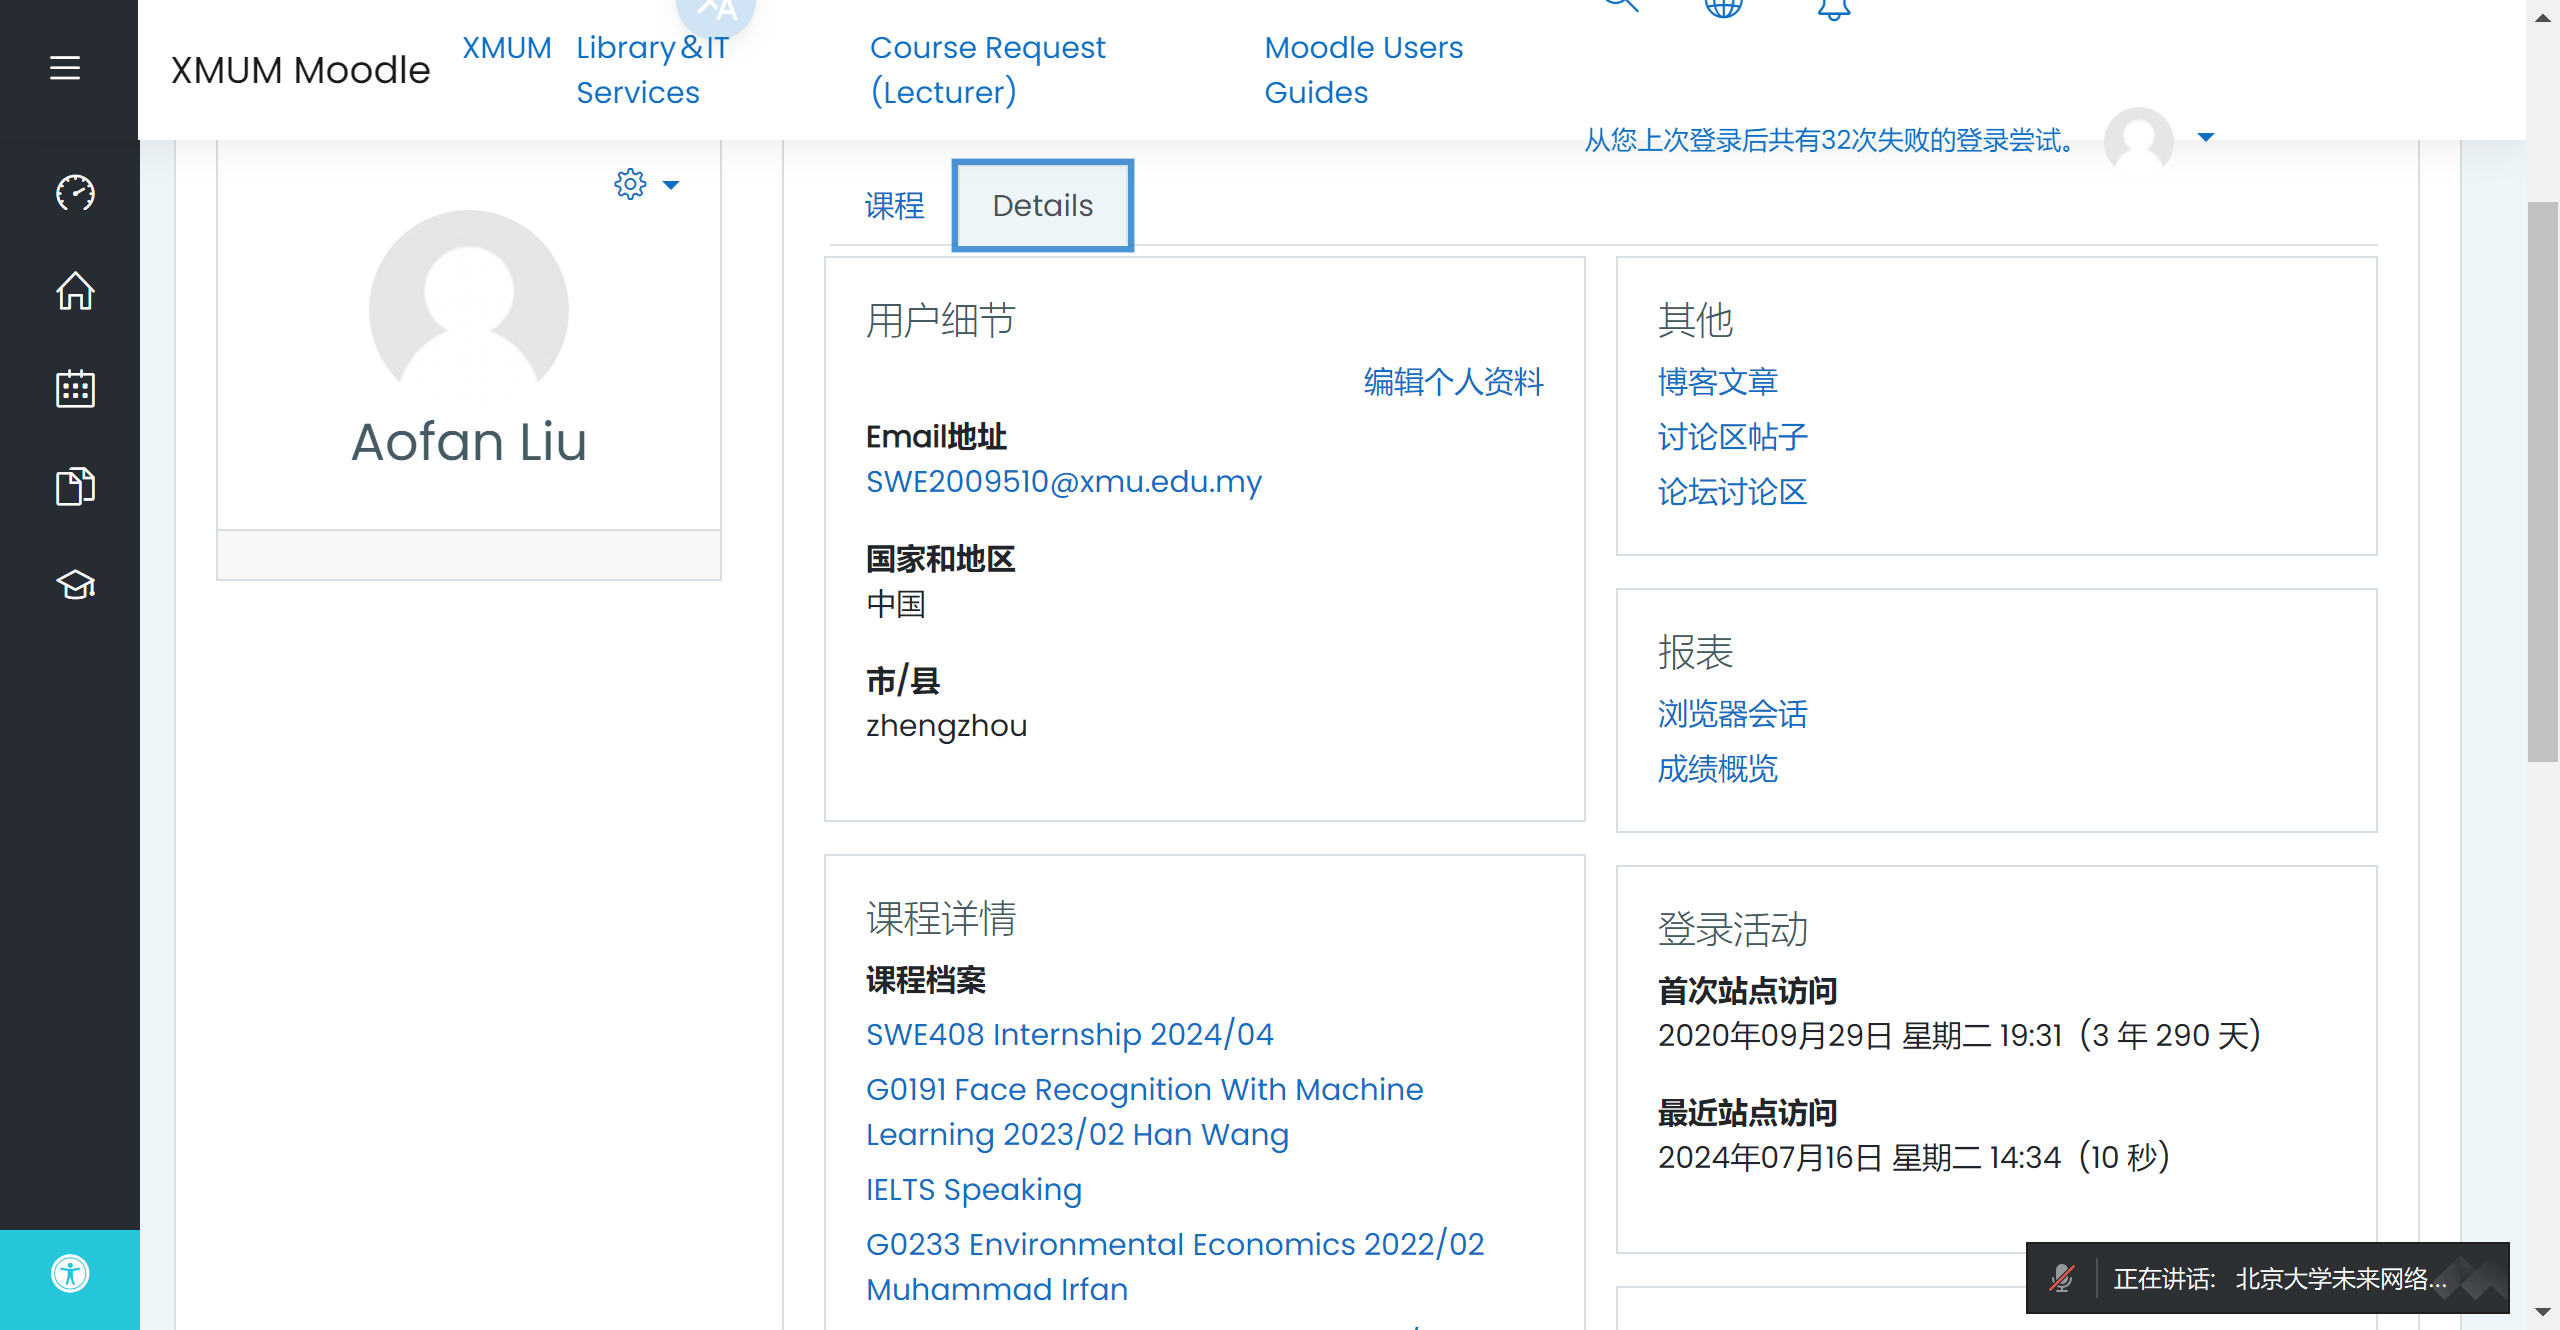 XMUM Moodle
XMUM
Library&IT
Services
Course Request
(Lecturer)
Moodle Users
Guides
从您上次登录后共有32次失败的登录尝试。
Aofan Liu
课程
Details
用户细节
编辑个人资料
Email地址
SWE2009510@xmu.edu.my
国家和地区
中国
市/县
zhengzhou
课程详情
课程档案
SWE408 Internship 2024/04
G0191 Face Recognition With Machine
Learning 2023/02 Han Wang
IELTS Speaking
G0233 Environmental Economics 2022/02
Muhammad Irfan
其他
博客文章
讨论区帖子
论坛讨论区
报表
浏览器会话
成绩概览
登录活动
首次站点访问
2020年09月29日 星期二 19:31（3 年 290 天）
最近站点访问
2024年07月16日 星期二 14:34（10 秒）
正在讲话: 北京大学未来网络...